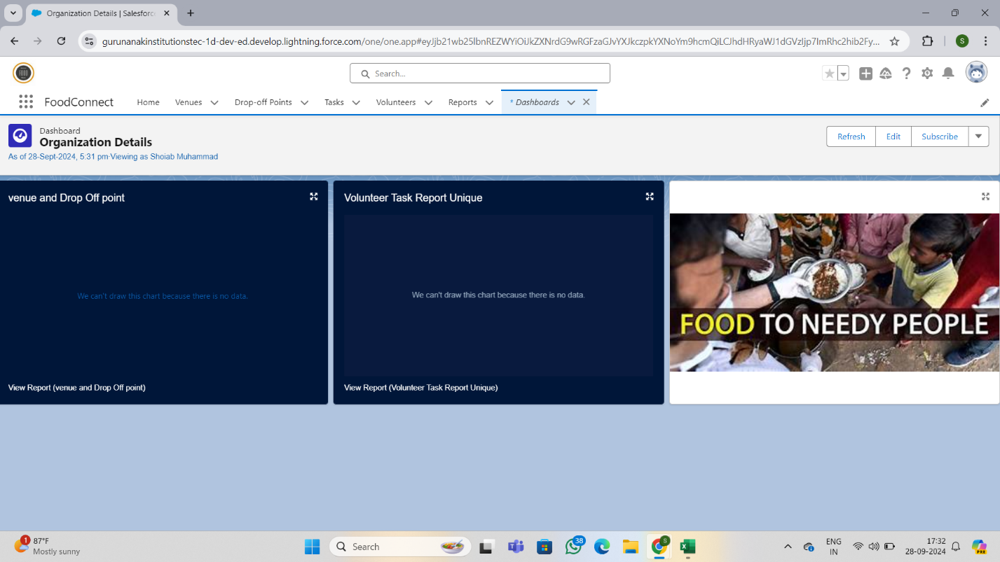 Organization Details | Salesforc
gurunanakinstitutionstec-1d-dev-ed.develop.lightning.force.com/one/one.app#eyJjb21wb25lbnREZWYiOiJkZXNrdG9wRGFzaGJvYXJkczpkYXNoYm9hcmQiLCJhdHRyaWJ1dGVzIjp7ImRhc2hib2Fy...
S
FOOD
Search...
FoodConnect
Home
Venues
Drop-off Points
Tasks
Volunteers
Reports
* Dashboards
Dashboard
Organization Details
As of 28-Sept-2024, 5:31 pm·Viewing as Shoiab Muhammad
Refresh
Edit
Subscribe
venue and Drop Off point
We can't draw this chart because there is no data.
View Report (venue and Drop Off point)
Volunteer Task Report Unique
We can't draw this chart because there is no data.
View Report (Volunteer Task Report Unique)
FOOD TO NEEDY PEOPLE
1
87°F
Mostly sunny
Search
38
S
ENG
IN
17:32
28-09-2024
PRE